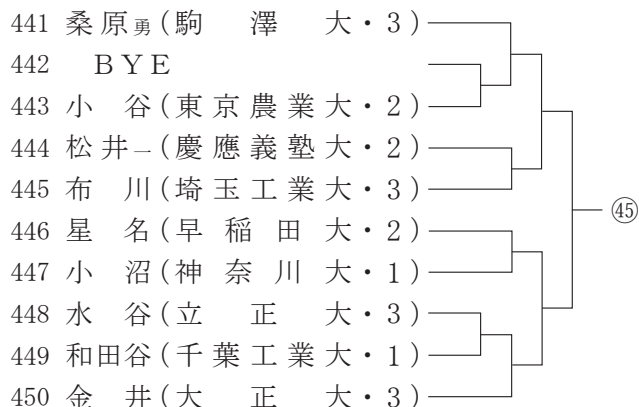 441 桑原勇(駒澤大・3)
442 BYE
443 小谷(東京農業大・2)
444 松井一(慶應義塾大・2)
445 布川(埼玉工業大・3)
446 星名(早稲田大・2)
447 小沼(神奈川大・1)
448 水谷(立正大・3)
449 和田谷(千葉工業大・1)
450 金井(大正大・3)
㊺